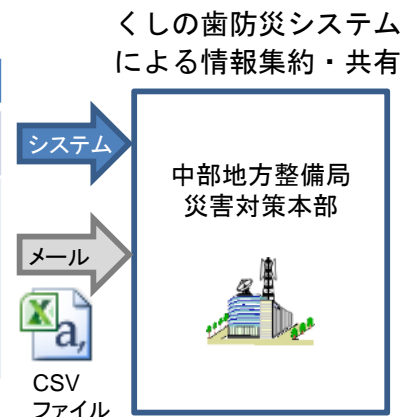 くしの歯防災システム
による情報集約・共有
システム
中部地方整備局
災害対策本部
メール
a,
CSV
ファイル